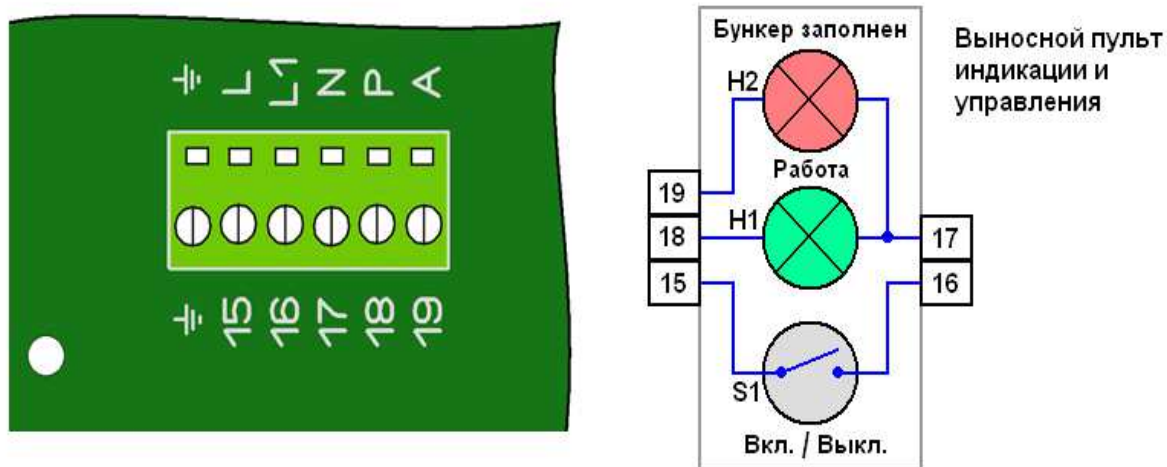 ⏚ L L1 N P A
⏚ 15 16 17 18 19
Бункер заполнен
H2
Работа
19
H1
18
17
15
16
S1
Вкл. / Выкл.
Выносной пульт
индикации и
управления